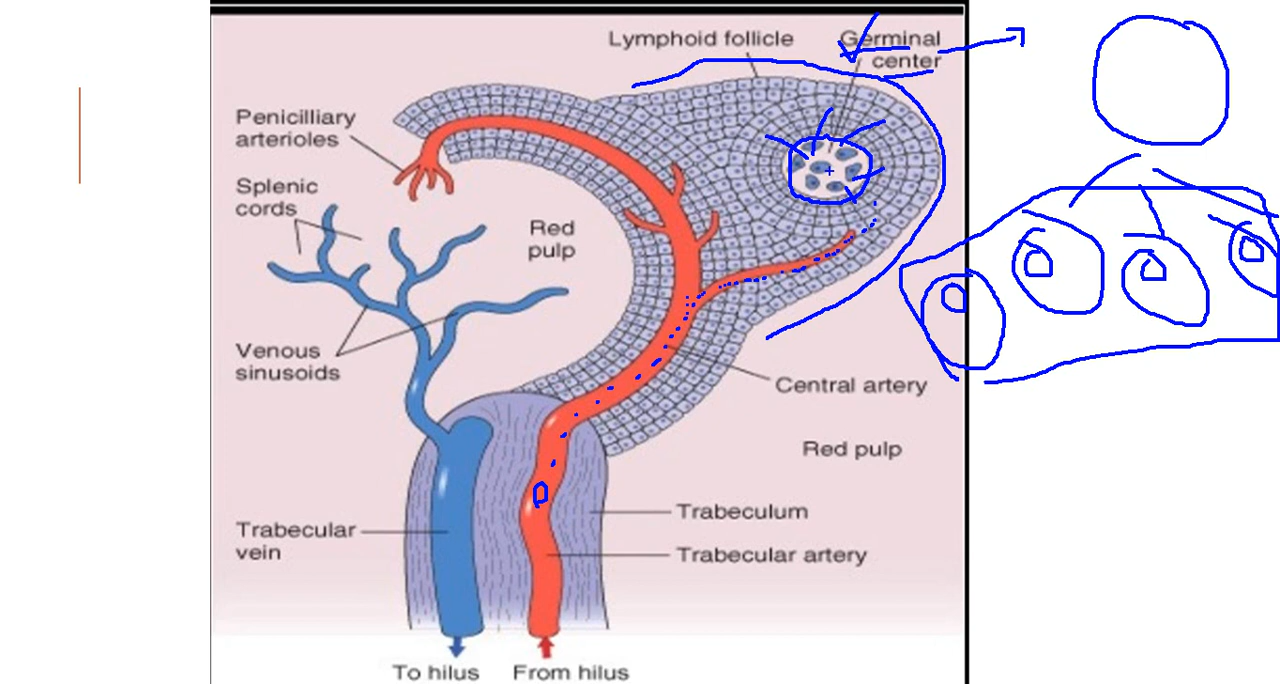 Lymphoid follicle
Germinal
center
Penicilliary
arterioles
Splenic
cords
Red
pulp
Venous
sinusoids
Central artery
Red pulp
Trabeculum
Trabecular
vein
Trabecular artery
To hilus
From hilus